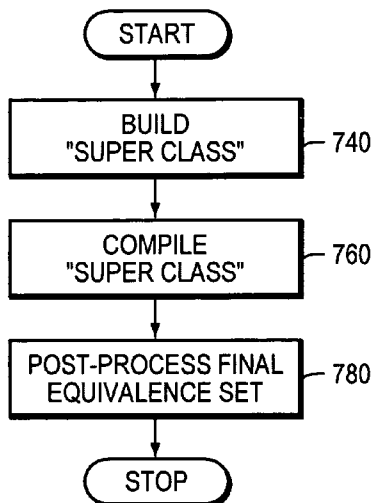 START
BUILD
"SUPER CLASS"
740
COMPILE
"SUPER CLASS"
760
POST-PROCESS FINAL
EQUIVALENCE SET
780
STOP